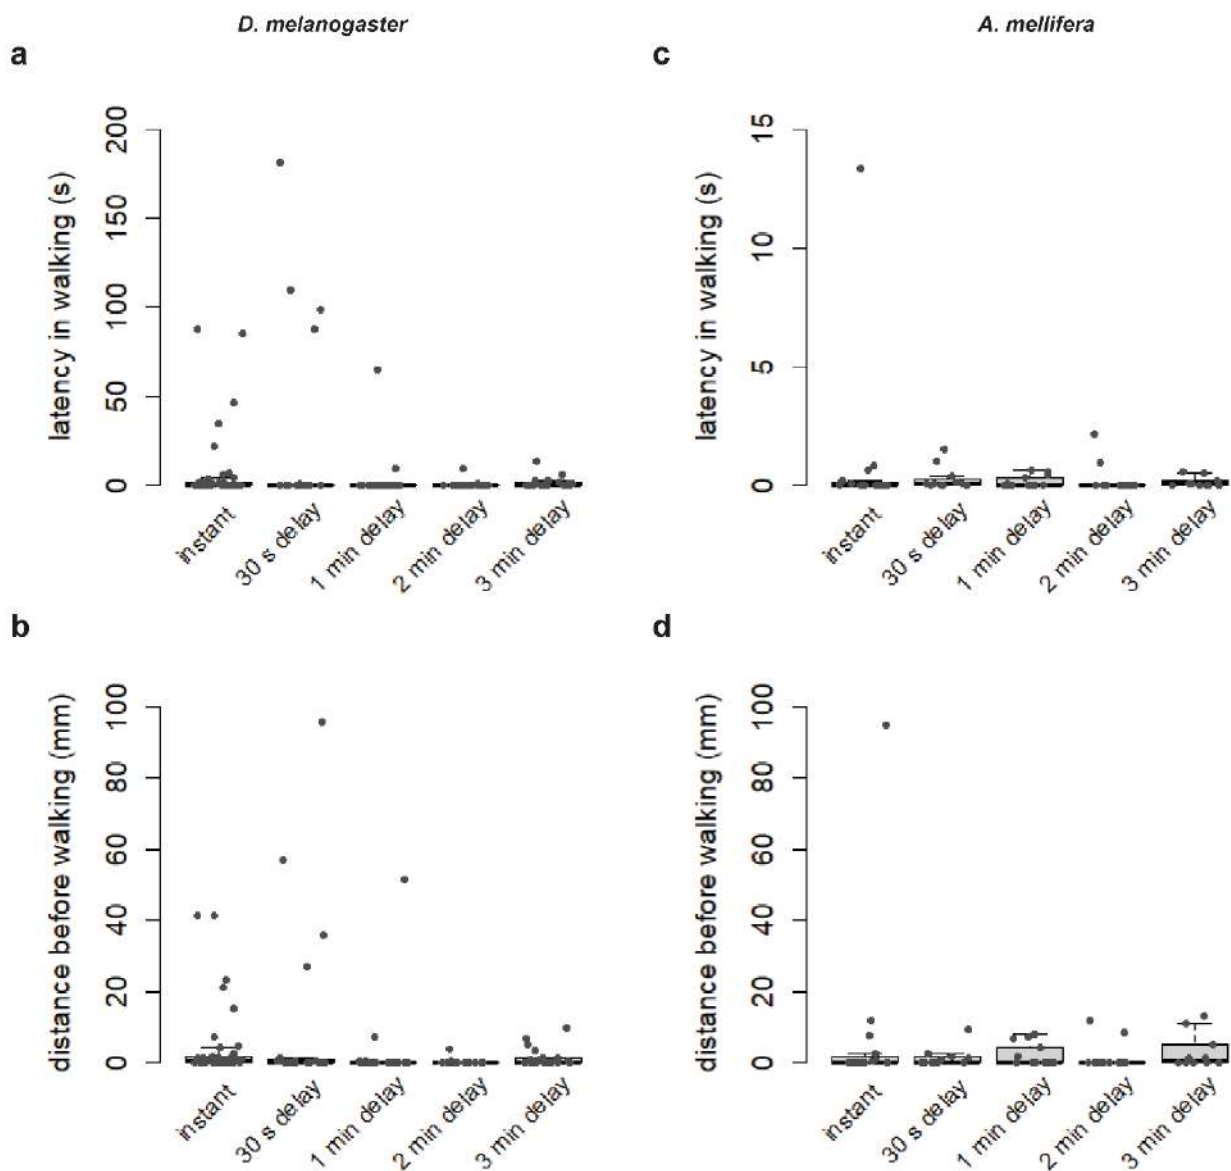 D. melanogaster
A. mellifera
a
latency in walking (s)
200
150
100
50
0
instant
30 s delay
1 min delay
2 min delay
3 min delay
c
latency in walking (s)
15
10
5
0
instant
30 s delay
1 min delay
2 min delay
3 min delay
b
distance before walking (mm)
100
80
60
40
20
0
instant
30 s delay
1 min delay
2 min delay
3 min delay
d
distance before walking (mm)
100
80
60
40
20
0
instant
30 s delay
1 min delay
2 min delay
3 min delay